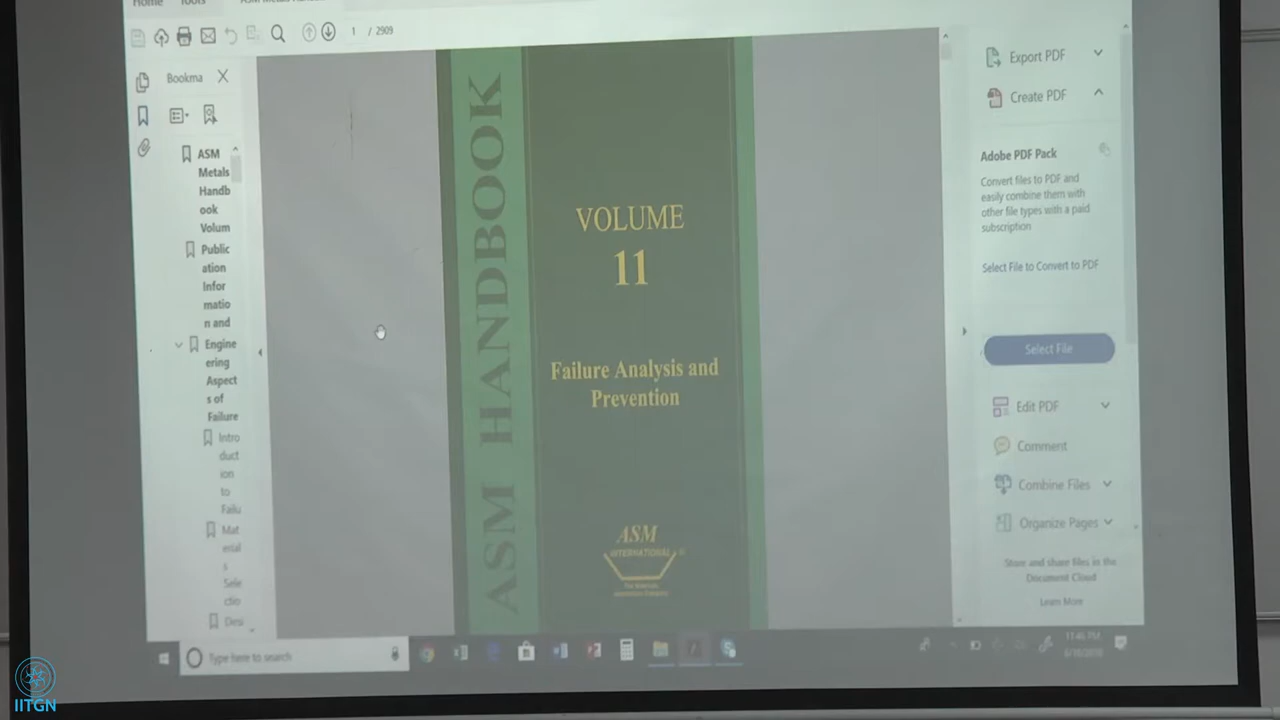 Home Tools
1 / 2909
Bookma
ASM
Metals
Handb
ook
Volum
Public
ation
Infor
matio
n and
Engine
ering
Aspect
s of
Failure
Intro
duct
ion
to
Failu
Mat
erial
s
Sele
ctio
Desi
ASM HANDBOOK
VOLUME
11
Failure Analysis and
Prevention
ASM
INTERNATIONAL
Export PDF
Create PDF
Adobe PDF Pack
Convert files to PDF and
easily combine them with
other file types with a paid
subscription
Select File to Convert to PDF
Select File
Edit PDF
Comment
Combine Files
Organize Pages
Store and share files in the
Document Cloud
Learn More
Type here to search
IITGN